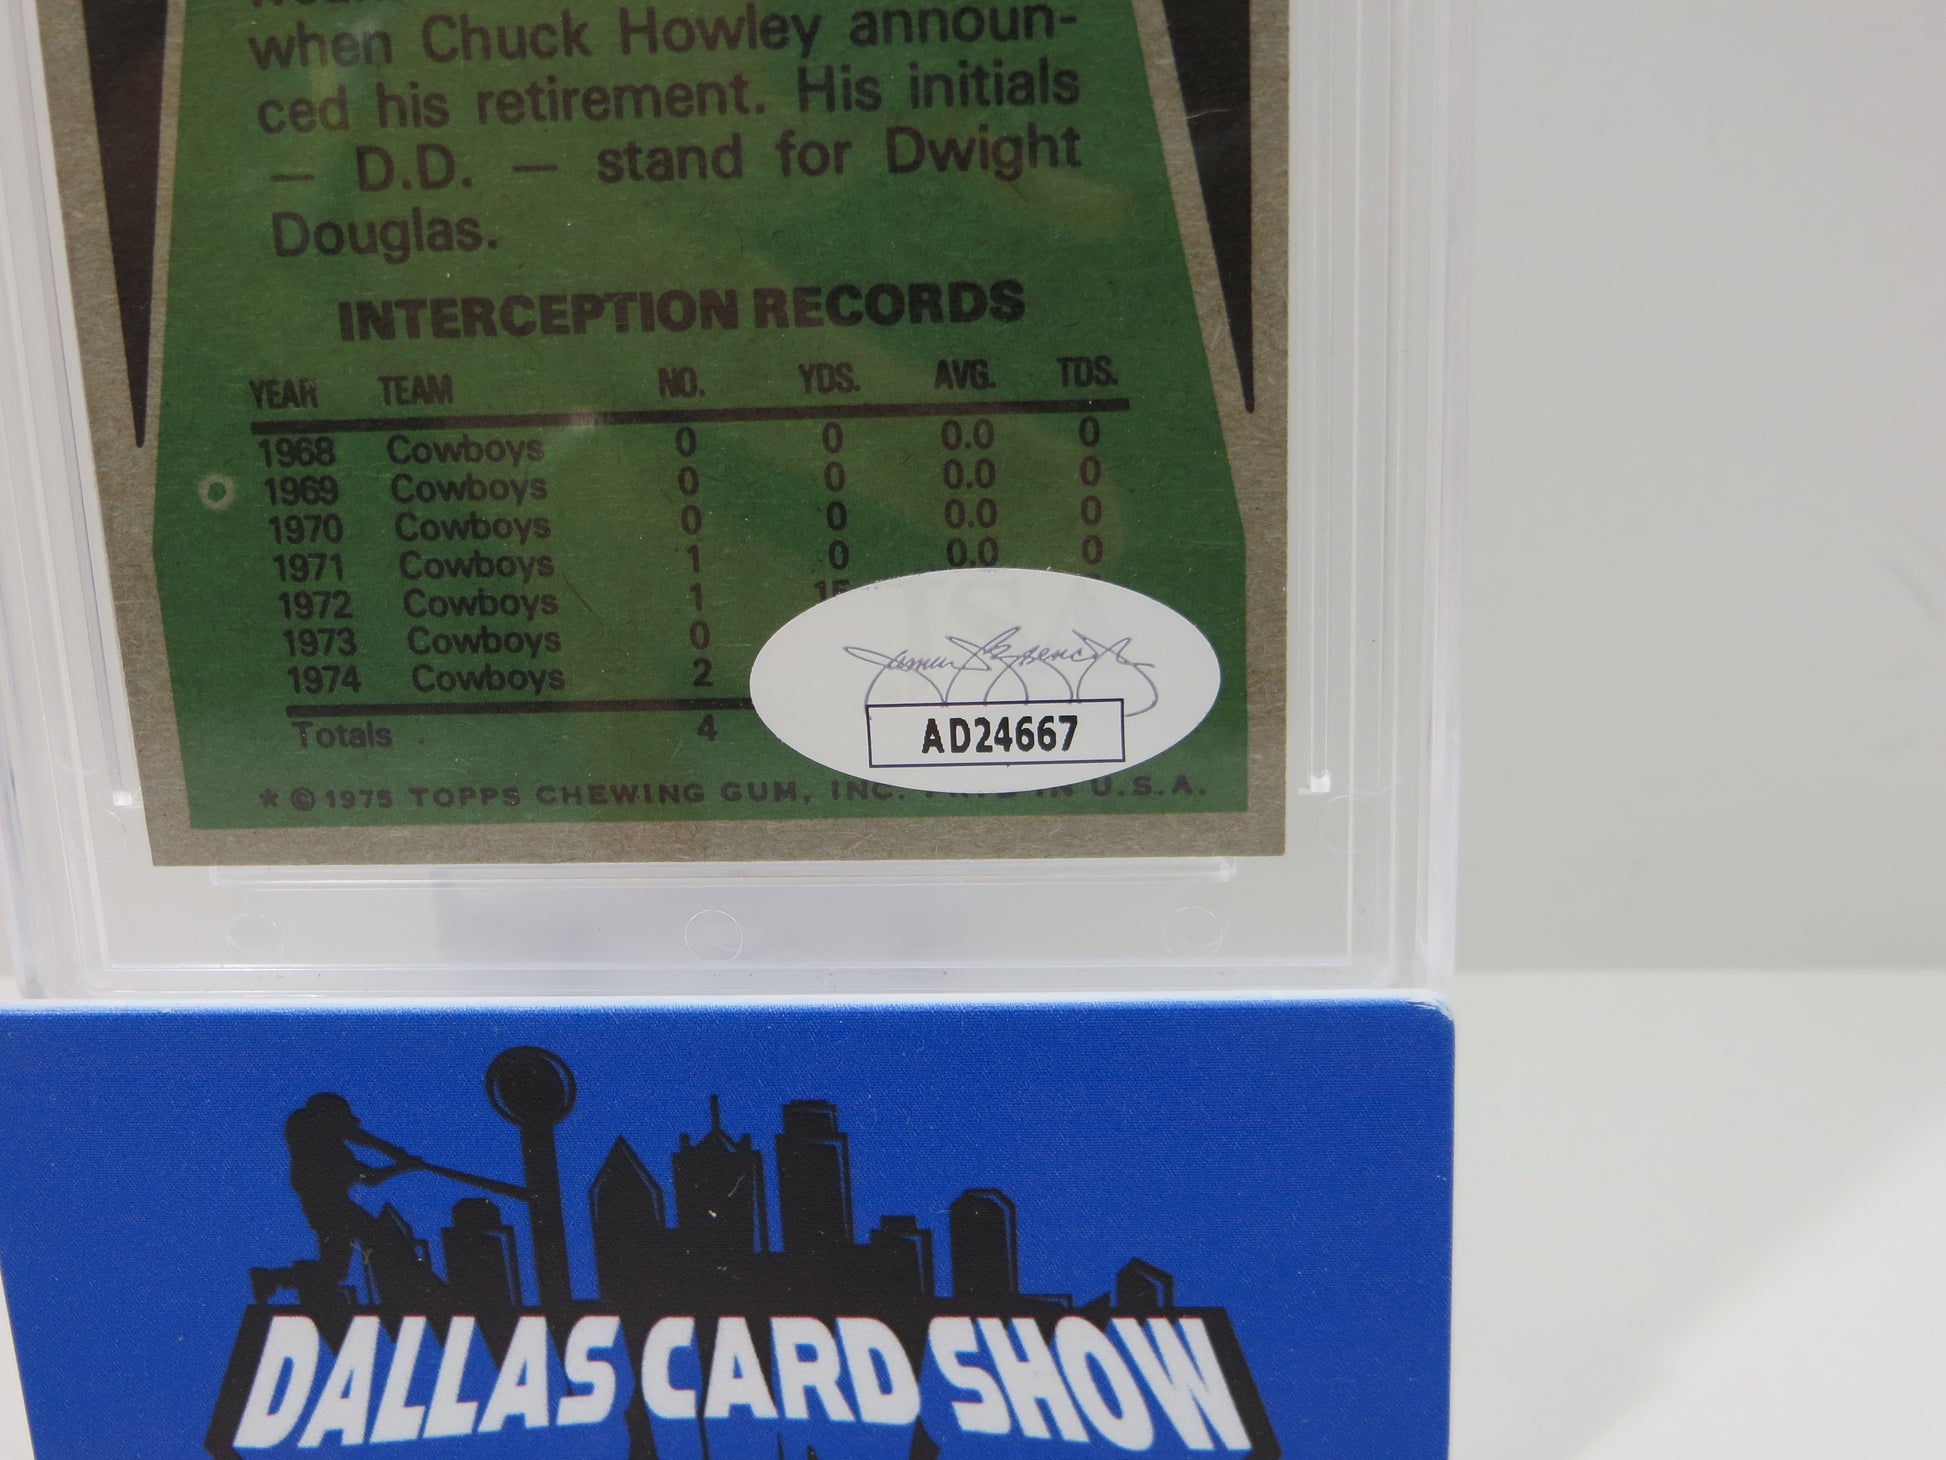 when Chuck Howley announ-
ced his retirement. His initials
— D.D. — stand for Dwight
Douglas.
INTERCEPTION RECORDS
YEAR TEAM NO. YDS. AVG. TDS.
1968 Cowboys 0 0 0.0 0
1969 Cowboys 0 0 0.0 0
1970 Cowboys 0 0 0.0 0
1971 Cowboys 1 0 0.0 0
1972 Cowboys 1 15
1973 Cowboys 0
1974 Cowboys 2
Totals 4
JSA
AD24667
* © 1975 TOPPS CHEWING GUM, INC. IN U.S.A.
DALLAS CARD SHOW